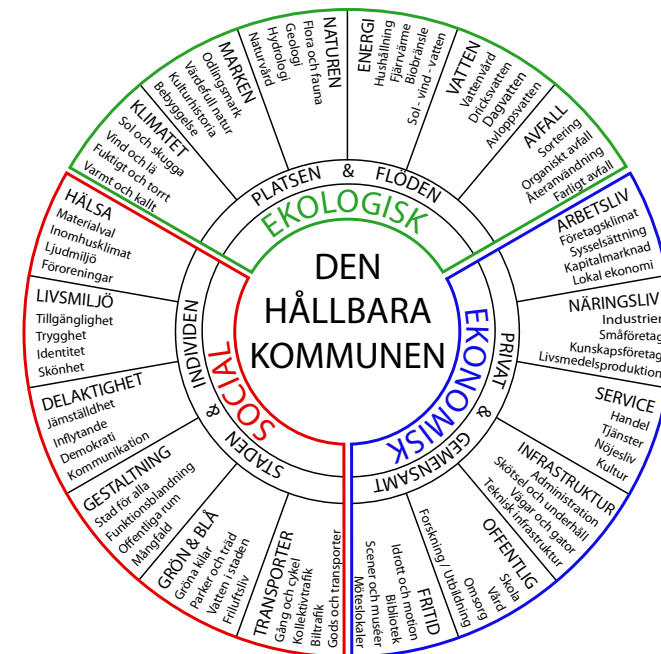 DEN
HÅLLBARA
KOMMUNEN
EKOLOGISK
PLATSEN & FLÖDEN
KLIMATET
Sol och skugga
Vind och lä
Fuktigt och torrt
Varmt och kallt
MARKEN
Odlingsmark
Värdefull natur
Kulturhistoria
Bebyggelse
NATUREN
Flora och fauna
Geologi
Hydrologi
Naturvård
ENERGI
Hushållning
Fjärvärme
Biobränsle
Sol - vind - vatten
VATTEN
Vattenvård
Dricksvatten
Dagvatten
Avloppsvatten
AVFALL
Sortering
Organiskt avfall
Återanvändning
Farligt avfall
EKONOMISK
PRIVAT & GEMENSAMT
ARBETSLIV
Företagsklimat
Sysselsättning
Kapitalmarknad
Lokal ekonomi
NÄRINGSLIV
Industrier
Småföretag
Kunskapsföretag
Livsmedelsproduktion
SERVICE
Handel
Tjänster
Nöjesliv
Kultur
INFRASTRUKTUR
Administration
Skötsel och underhåll
Vägar och gator
Teknisk infrastruktur
OFFENTLIG
Skola
Vård
Omsorg
Forskning / Utbildning
FRITID
Idrott och motion
Bibliotek
Scener och muséer
Möteslokaler
SOCIAL
STADEN & INDIVIDEN
HÄLSA
Materialval
Inomhusklimat
Ljudmiljö
Föroreningar
LIVSMILJÖ
Tillgänglighet
Trygghet
Identitet
Skönhet
DELAKTIGHET
Jämställdhet
Inflytande
Demokrati
Kommunikation
GESTALTNING
Stad för alla
Funktionsblandning
Offentliga rum
Mångfald
GRÖN & BLÅ
Gröna kilar
Parker och träd
Vatten i staden
Friluftsliv
TRANSPORTER
Gång och cykel
Kollektivtrafik
Biltrafik
Gods och transporter